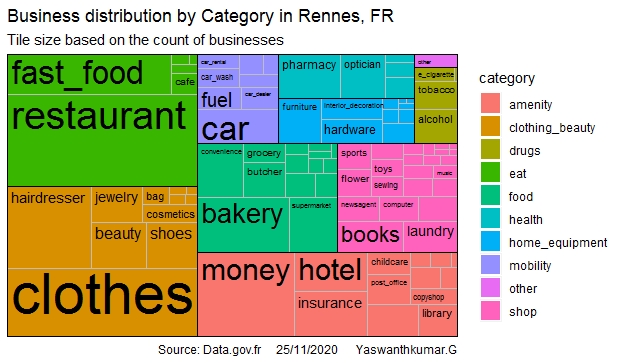 Business distribution by Category in Rennes, FR
Tile size based on the count of businesses
fast_food
cafe
restaurant
hairdresser
jewelry
bag
cosmetics
beauty
shoes
clothes
car_rental
car_wash
fuel
car_dealer
car
pharmacy
optician
furniture
interior_decoration
hardware
other
e_cigarette
tobacco
alcohol
convenience
grocery
butcher
bakery
supermarket
sports
flower
toys
sewing
music
newsagent
computer
books
laundry
money
hotel
insurance
childcare
post_office
copyshop
library
category
amenity
clothing_beauty
drugs
eat
food
health
home_equipment
mobility
other
shop
Source: Data.gov.fr 25/11/2020 Yaswanthkumar.G